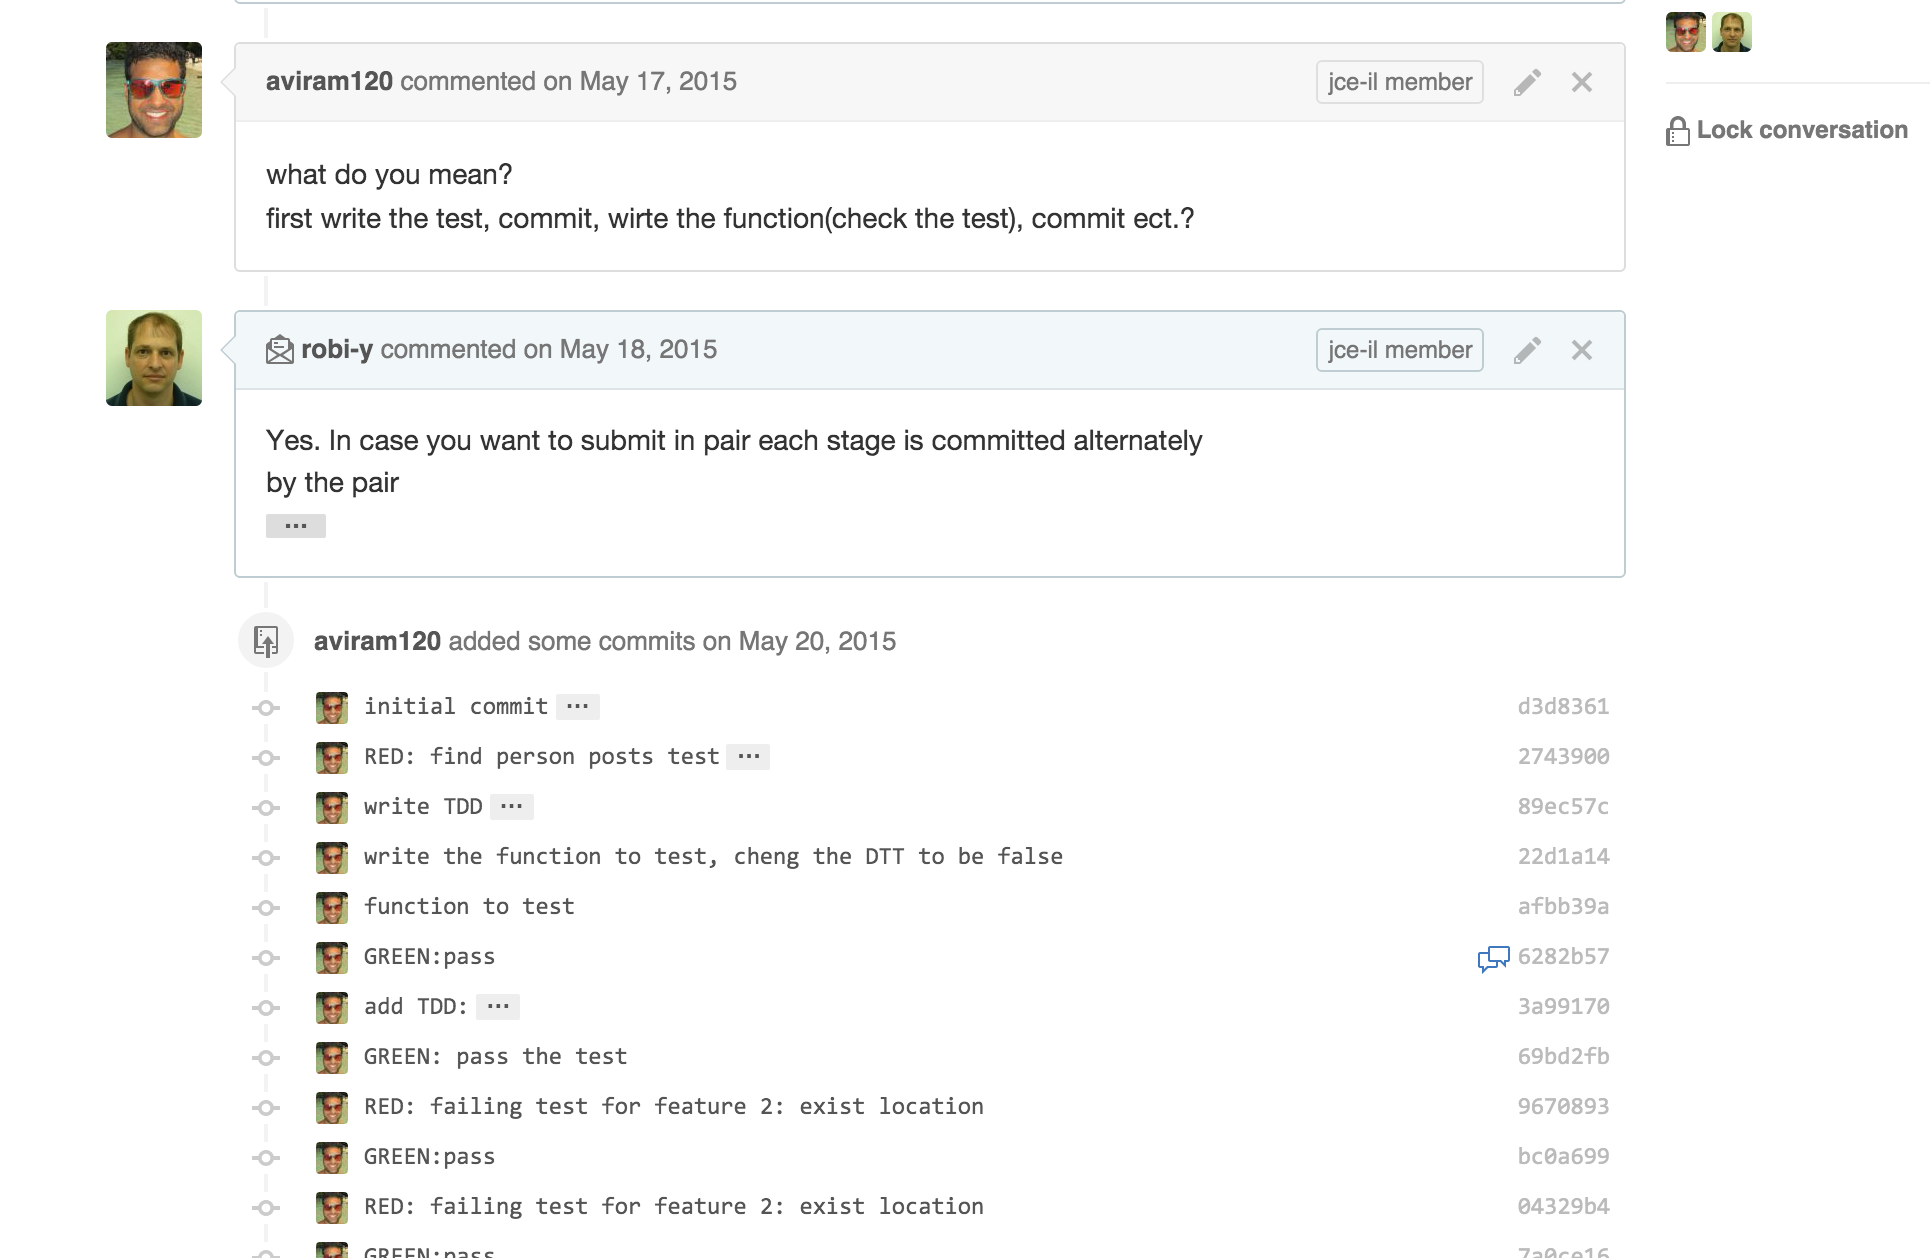 aviram120 commented on May 17, 2015
jce-il member
Lock conversation
what do you mean?
first write the test, commit, wirte the function(check the test), commit ect.?
robi-y commented on May 18, 2015
jce-il member
Yes. In case you want to submit in pair each stage is committed alternately
by the pair
...
aviram120 added some commits on May 20, 2015
initial commit ... d3d8361
RED: find person posts test ... 2743900
write TDD ... 89ec57c
write the function to test, cheng the DTT to be false 22d1a14
function to test afbb39a
GREEN:pass 6282b57
add TDD: ... 3a99170
GREEN: pass the test 69bd2fb
RED: failing test for feature 2: exist location 9670893
GREEN:pass bc0a699
RED: failing test for feature 2: exist location 04329b4
GREEN:pass 7a0ce16